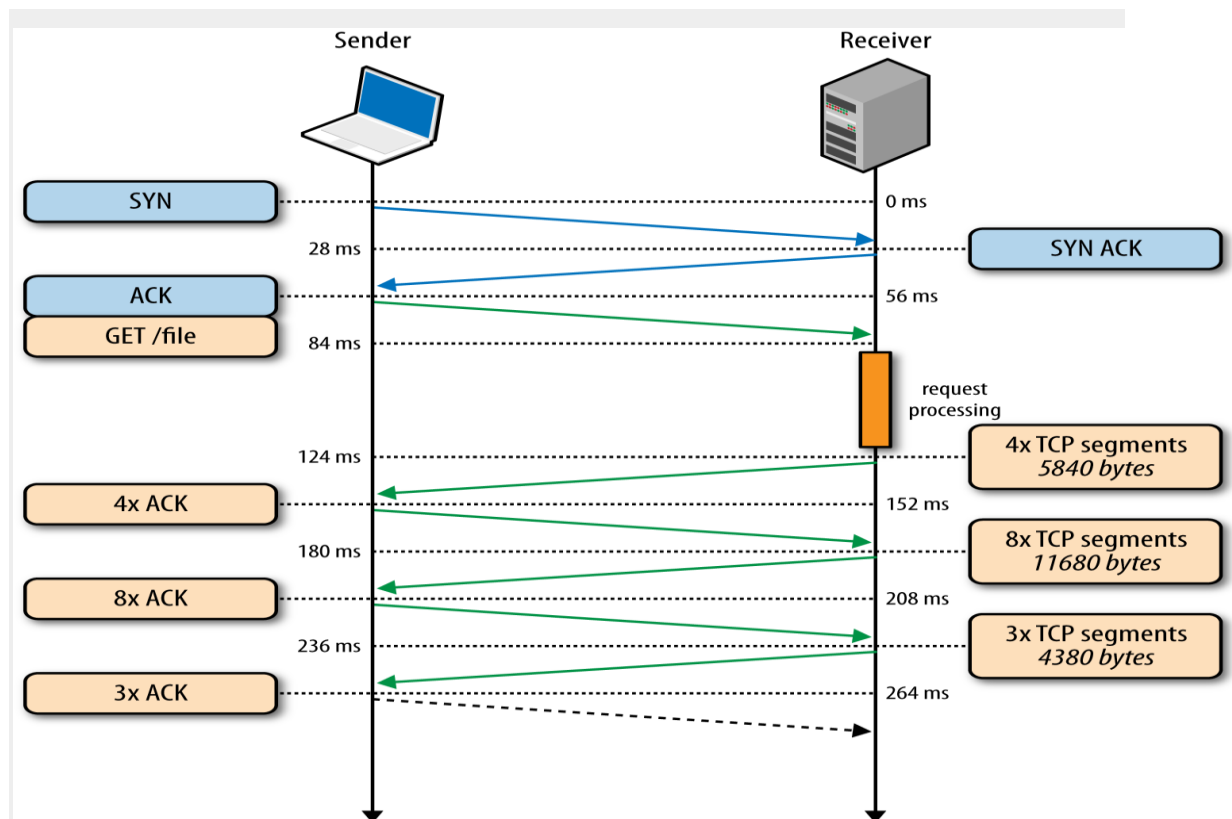 Sender
Receiver
SYN
0 ms
28 ms
SYN ACK
ACK
56 ms
GET /file
84 ms
request
processing
124 ms
4x TCP segments
5840 bytes
4x ACK
152 ms
180 ms
8x TCP segments
11680 bytes
8x ACK
208 ms
236 ms
3x TCP segments
4380 bytes
3x ACK
264 ms